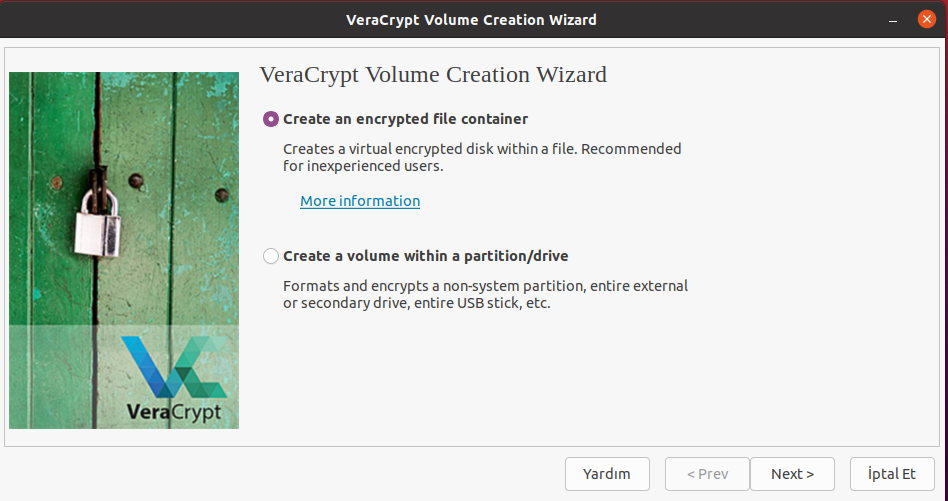 VeraCrypt Volume Creation Wizard
VeraCrypt Volume Creation Wizard
Create an encrypted file container
Creates a virtual encrypted disk within a file. Recommended
for inexperienced users.
More information
Create a volume within a partition/drive
Formats and encrypts a non-system partition, entire external
or secondary drive, entire USB stick, etc.
VeraCrypt
Yardım
< Prev
Next >
İptal Et